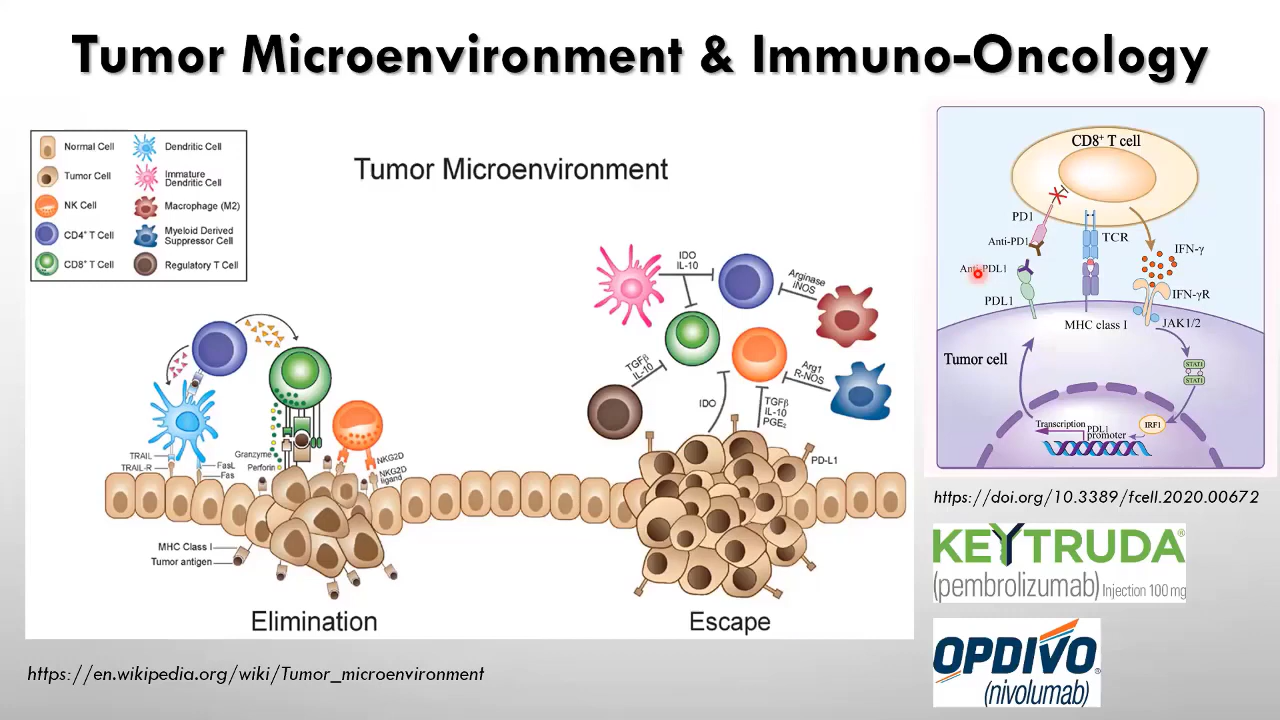 Tumor Microenvironment & Immuno-Oncology
Normal Cell
Tumor Cell
NK Cell
CD4⁺ T Cell
CD8⁺ T Cell
Dendritic Cell
Immature
Dendritic Cell
Macrophage (M2)
Myeloid Derived
Suppressor Cell
Regulatory T Cell
Tumor Microenvironment
TRAIL
TRAIL-R
FasL
Fas
Granzyme
Perforin
NKG2D
NKG2D
ligand
MHC Class I
Tumor antigen
Elimination
IDO
IL-10
Arginase
iNOS
TGFβ
IL-10
Arg1
R-NOS
IDO
TGFβ
IL-10
PGE₂
PD-L1
Escape
CD8⁺ T cell
PD1
Anti-PD1
TCR
IFN-γ
Anti-PDL1
PDL1
MHC class I
IFN-γR
JAK1/2
Tumor cell
STAT1
STAT1
IRF1
Transcription
PDL1
promoter
https://doi.org/10.3389/fcell.2020.00672
KEYTRUDA®
(pembrolizumab) Injection 100 mg
OPDIVO®
(nivolumab)
https://en.wikipedia.org/wiki/Tumor_microenvironment